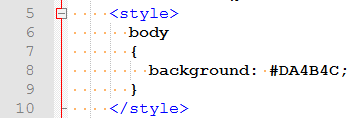 5 <style>
6 body
7 {
8 background: #DA4B4C;
9 }
10 </style>